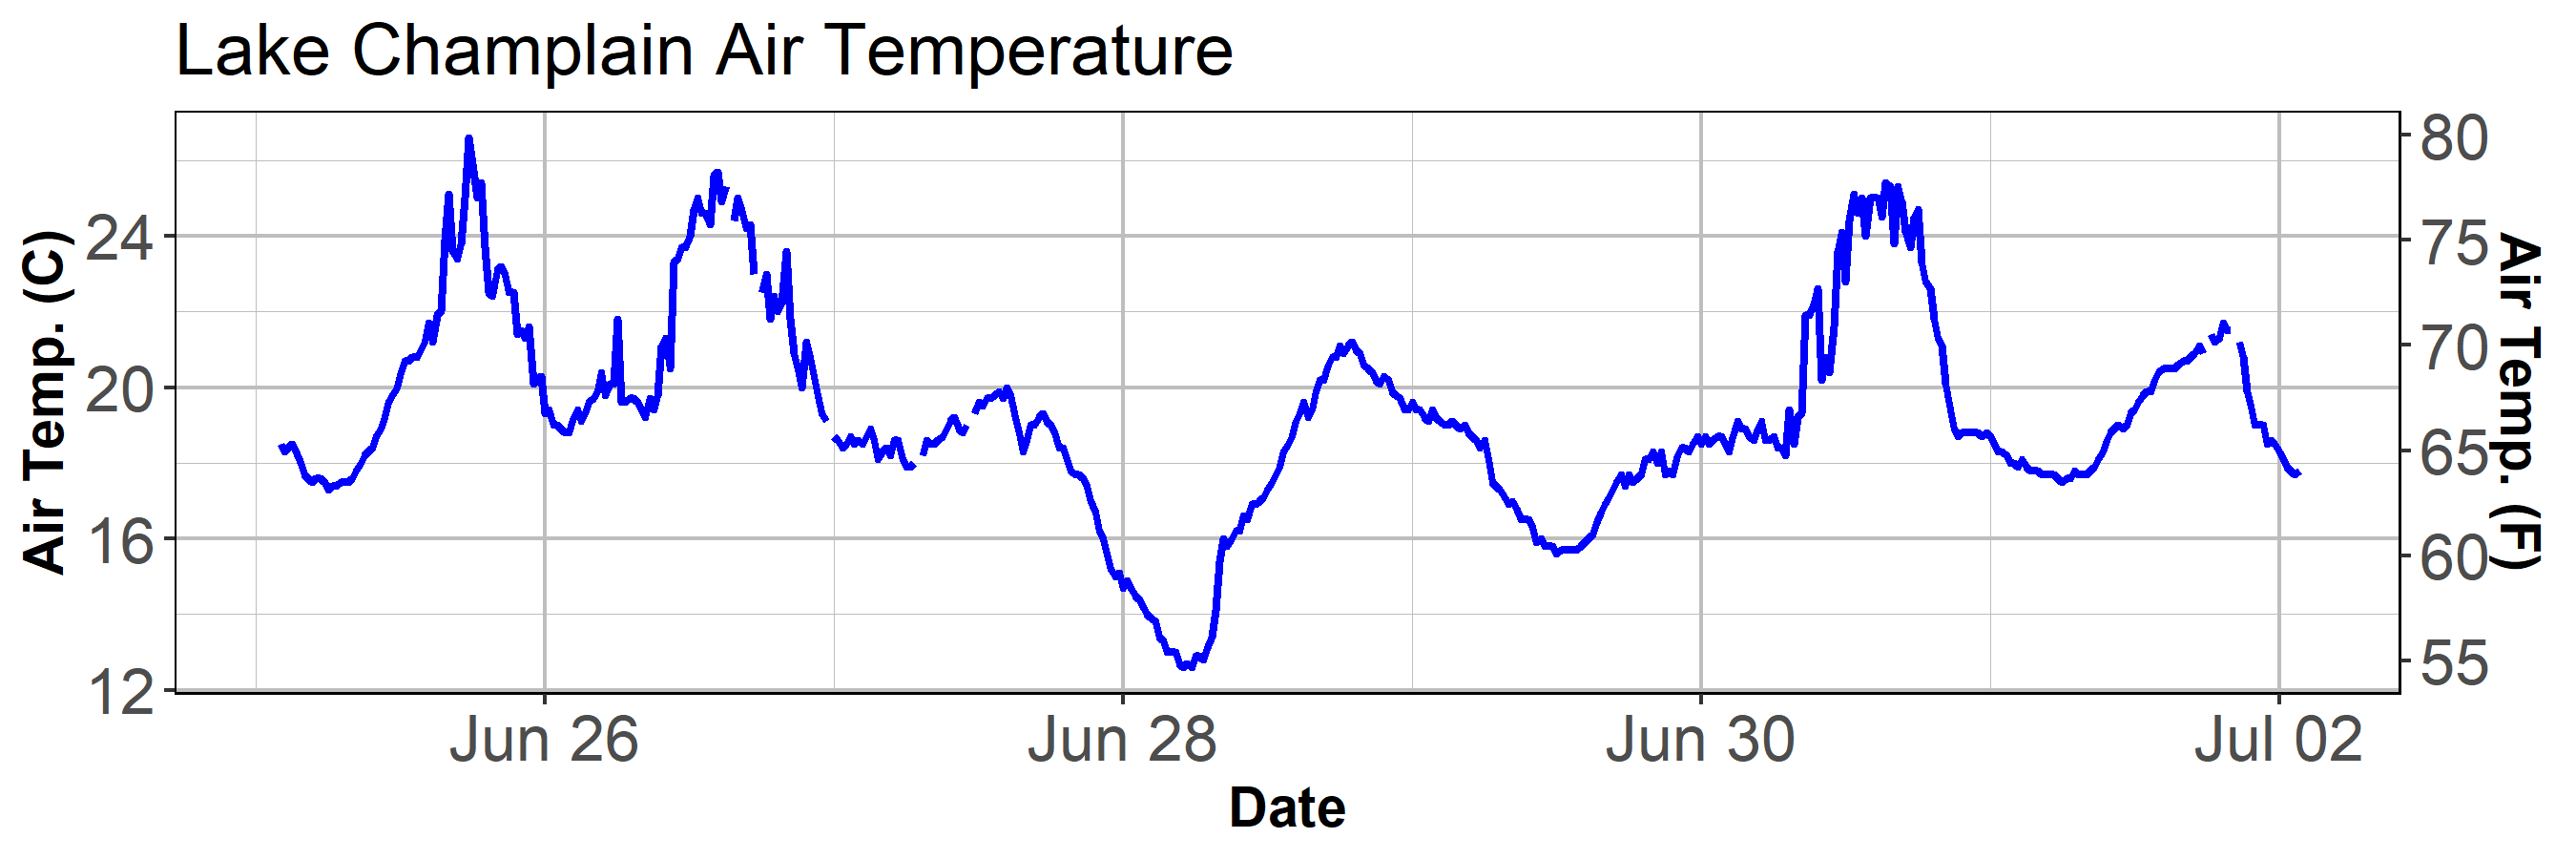 Lake Champlain Air Temperature
Air Temp. (C)
24
20
16
12
80
75
70
65
60
55
Air Temp. (F)
Jun 26
Jun 28
Jun 30
Jul 02
Date